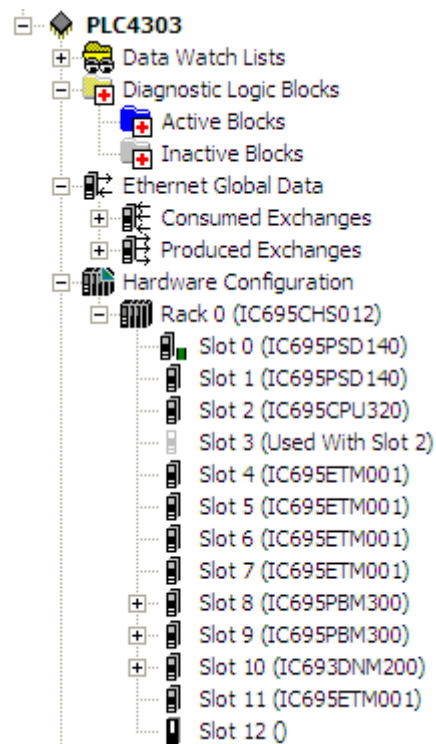 PLC4303
Data Watch Lists
Diagnostic Logic Blocks
Active Blocks
Inactive Blocks
Ethernet Global Data
Consumed Exchanges
Produced Exchanges
Hardware Configuration
Rack 0 (IC695CHS012)
Slot 0 (IC695PSD140)
Slot 1 (IC695PSD140)
Slot 2 (IC695CPU320)
Slot 3 (Used With Slot 2)
Slot 4 (IC695ETM001)
Slot 5 (IC695ETM001)
Slot 6 (IC695ETM001)
Slot 7 (IC695ETM001)
Slot 8 (IC695PBM300)
Slot 9 (IC695PBM300)
Slot 10 (IC693DNM200)
Slot 11 (IC695ETM001)
Slot 12 ()